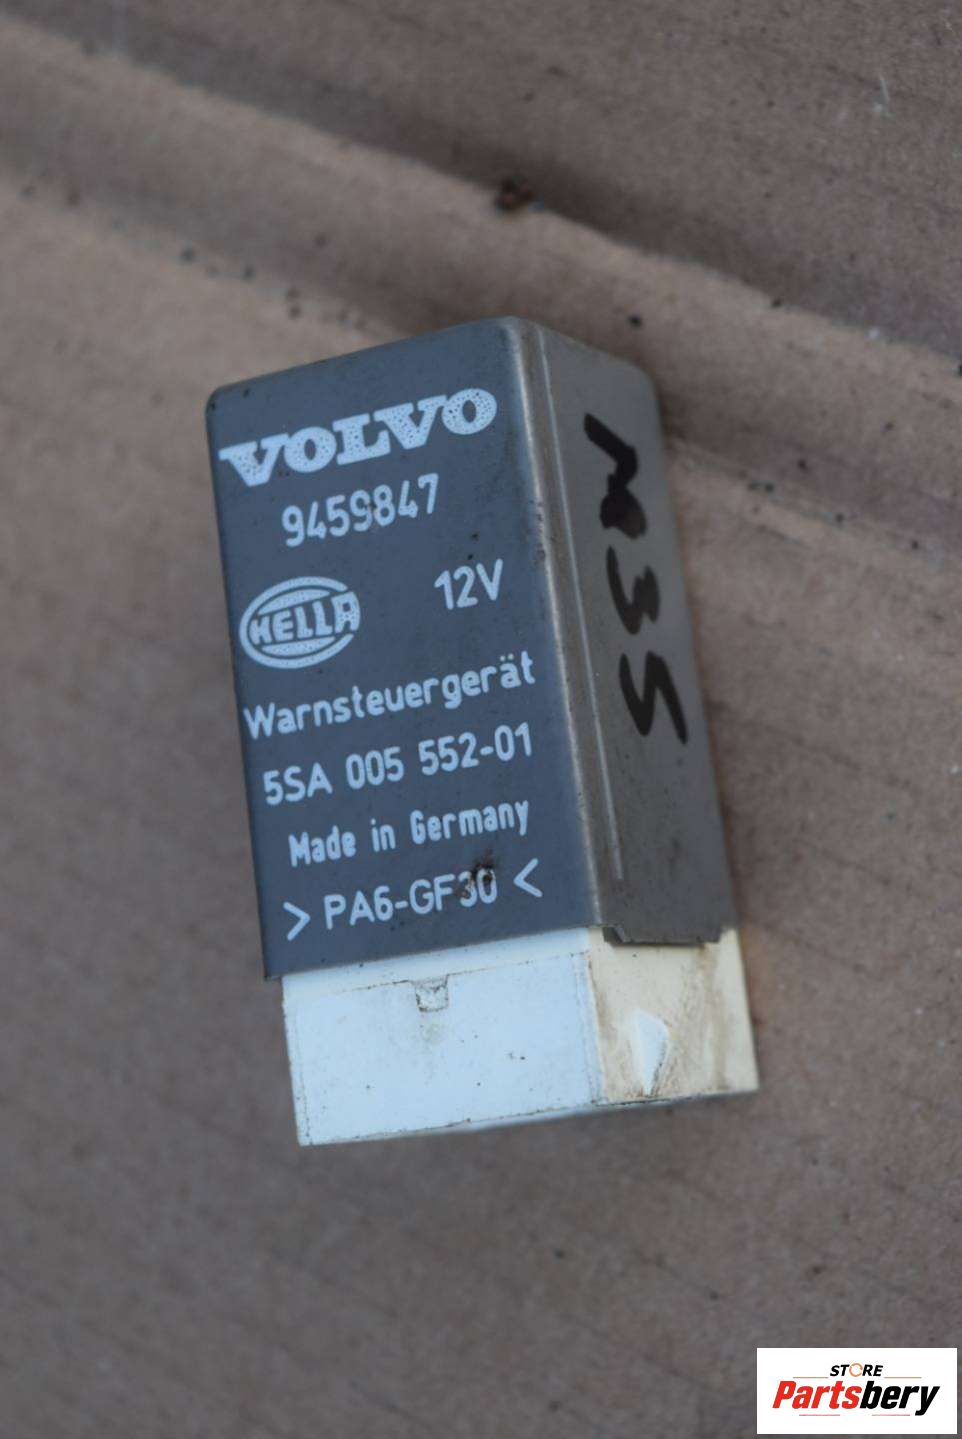 VOLVO
9459847
HELLA 12V
Warnsteuergerät
5SA 005 552-01
Made in Germany
> PA6-GF30 <
M35
STORE
Partsbery